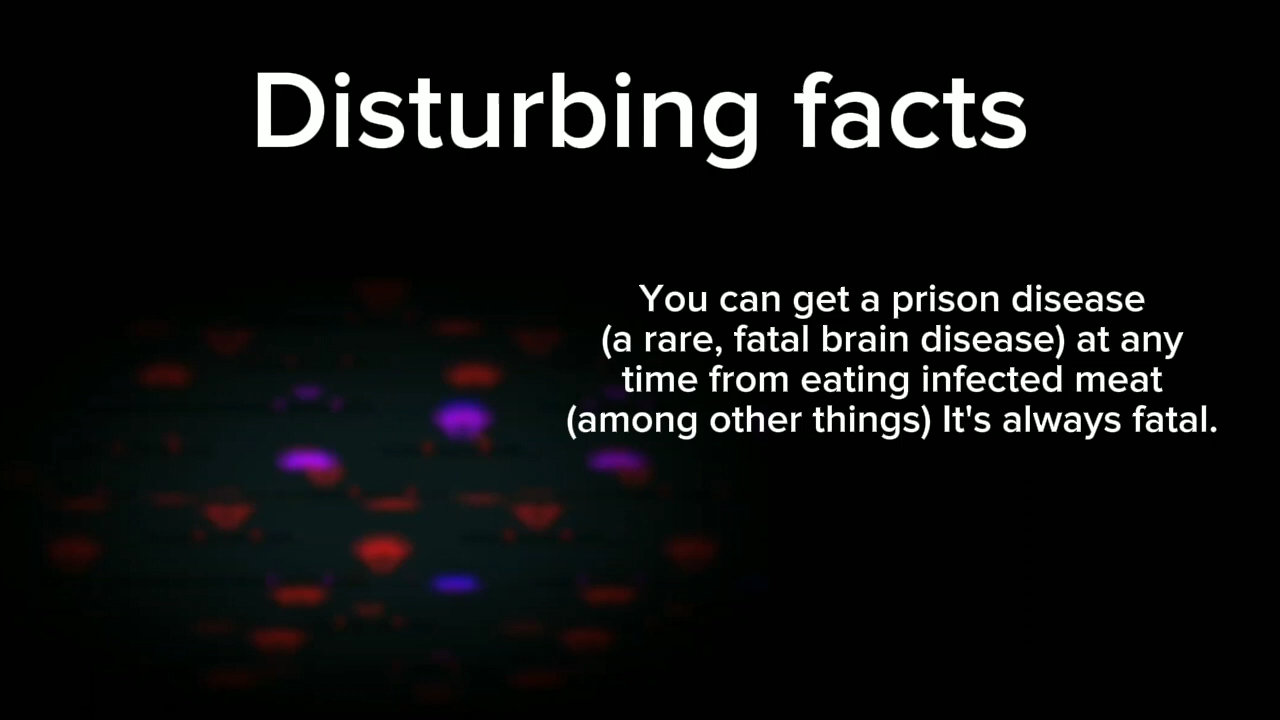 Disturbing facts
You can get a prison disease
(a rare, fatal brain disease) at any
time from eating infected meat
(among other things) It's always fatal.